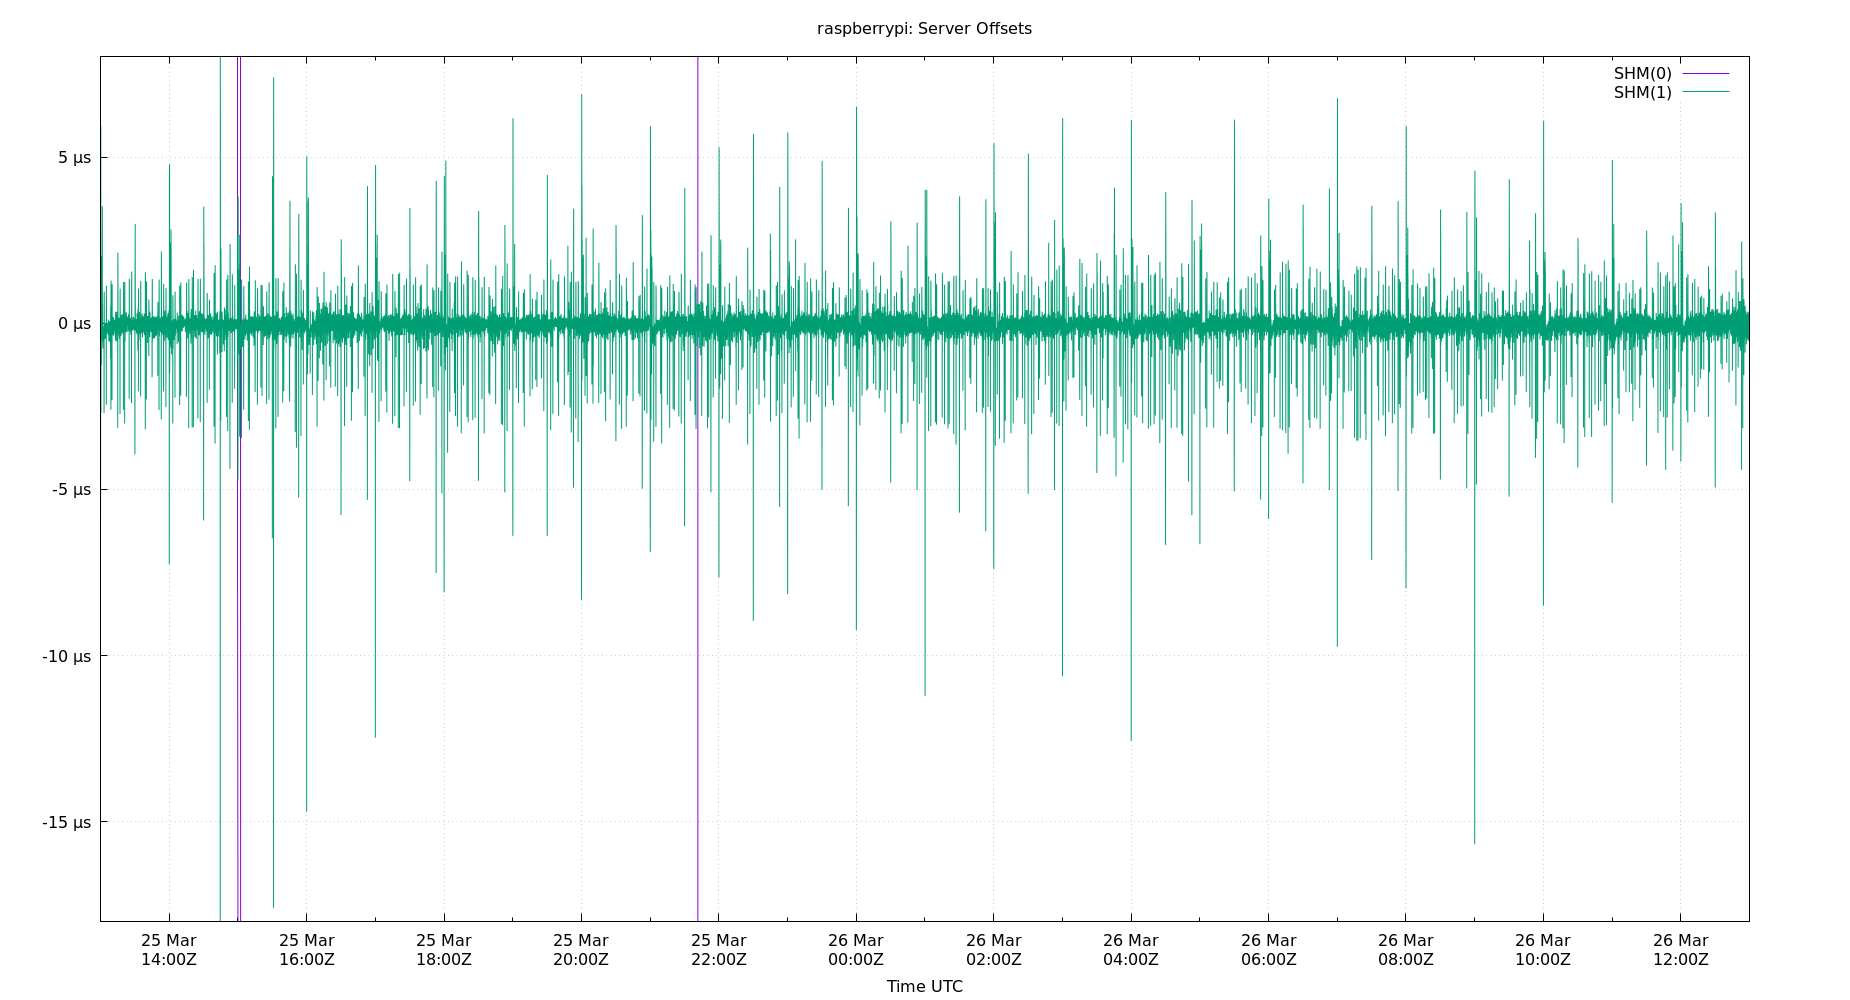 raspberrypi: Server Offsets
SHM(0)
SHM(1)
5 µs
0 µs
-5 µs
-10 µs
-15 µs
25 Mar 25 Mar 25 Mar 25 Mar 25 Mar 26 Mar 26 Mar 26 Mar 26 Mar 26 Mar 26 Mar 26 Mar
14:00Z 16:00Z 18:00Z 20:00Z 22:00Z 00:00Z 02:00Z 04:00Z 06:00Z 08:00Z 10:00Z 12:00Z
Time UTC